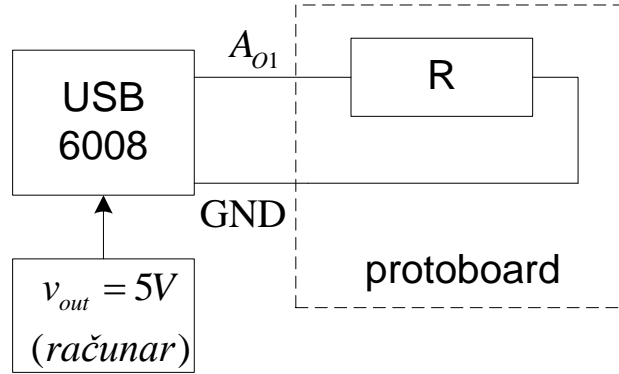 A_{O1}
USB
6008
R
GND
protoboard
v_{out} = 5V
(računar)